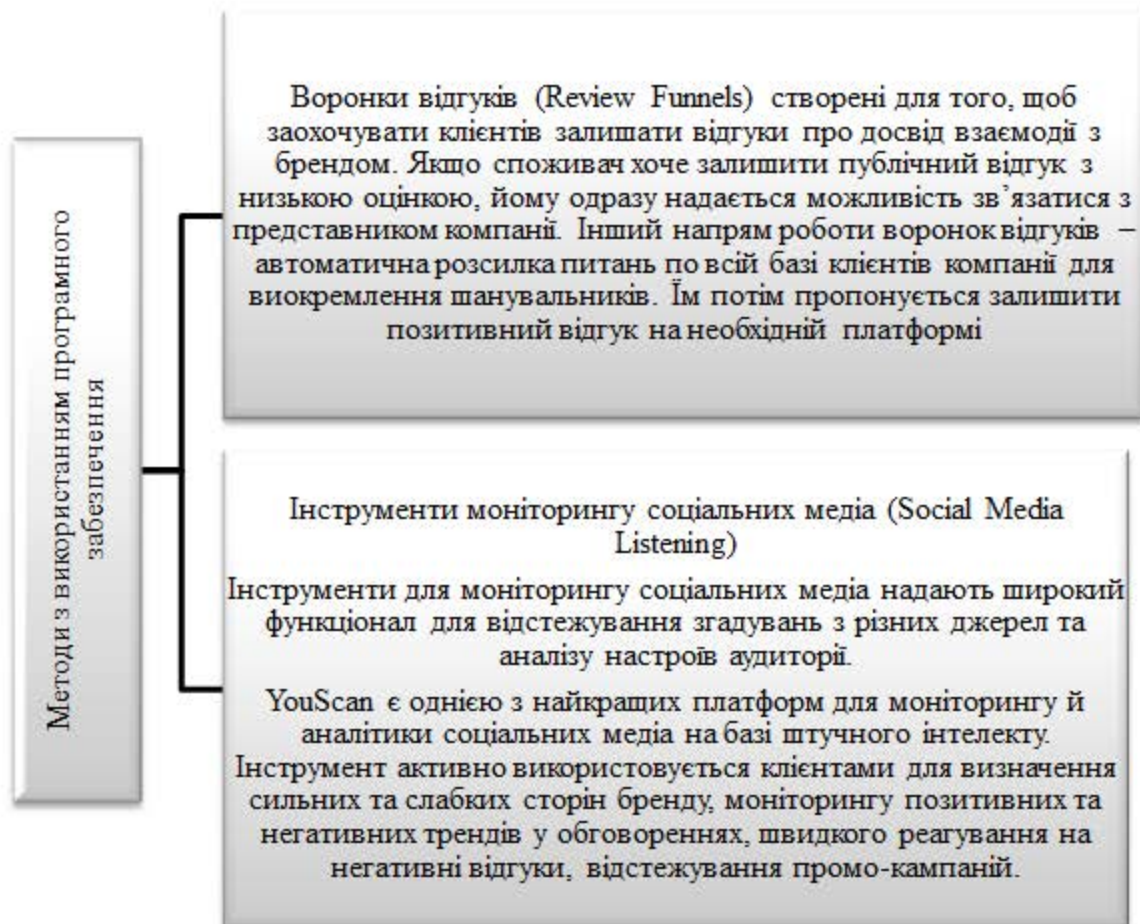 Методи з використанням програмного
забезпечення
Воронки відгуків (Review Funnels) створені для того, щоб
заохочувати клієнтів залишати відгуки про досвід взаємодії з
брендом. Якщо споживач хоче залишити публічний відгук з
низькою оцінкою, йому одразу надається можливість зв’язатися з
представником компанії. Інший напрям роботи воронок відгуків –
автоматична розсилка питань по всій базі клієнтів компанії для
виокремлення шанувальників. Їм потім пропонується залишити
позитивний відгук на необхідній платформі
Інструменти моніторингу соціальних медіа (Social Media
Listening)
Інструменти для моніторингу соціальних медіа надають широкий
функціонал для відстежування згадувань з різних джерел та
аналізу настроїв аудиторії.
YouScan є однією з найкращих платформ для моніторингу й
аналітики соціальних медіа на базі штучного інтелекту.
Інструмент активно використовується клієнтами для визначення
сильних та слабких сторін бренду, моніторингу позитивних та
негативних трендів у обговореннях, швидкого реагування на
негативні відгуки, відстежування промо-кампаній.